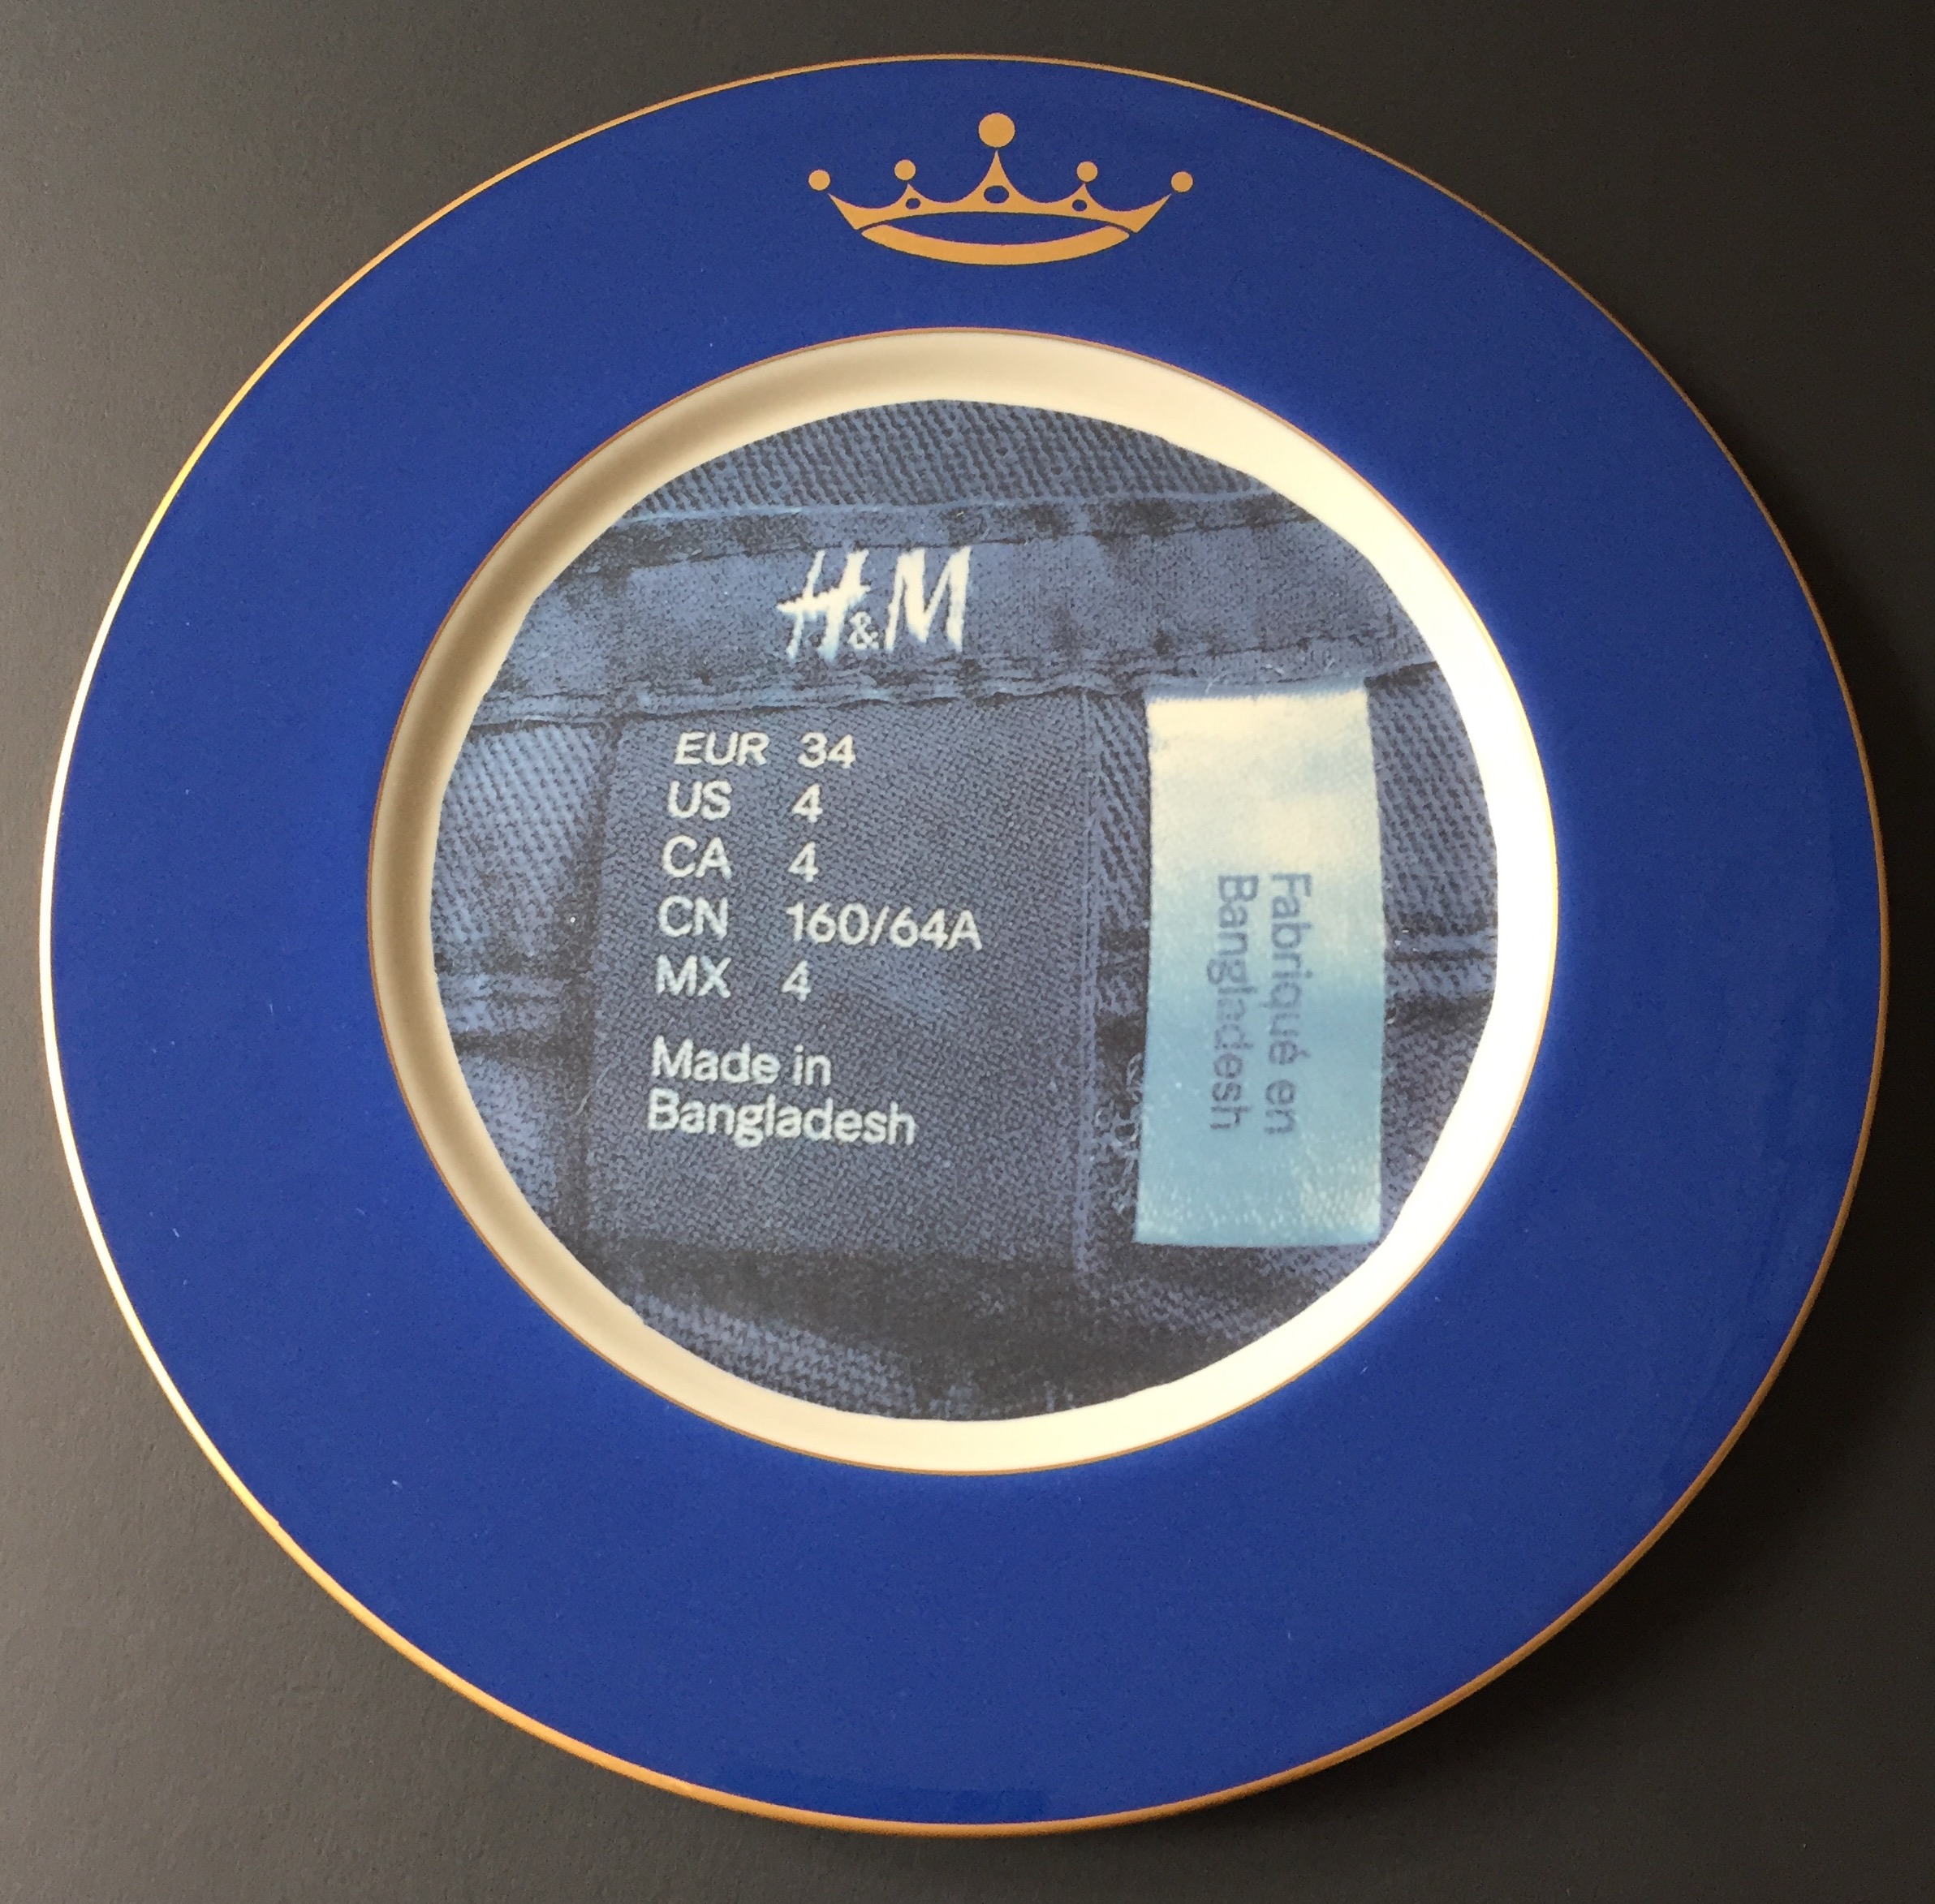 H&M
EUR 34
US 4
CA 4
CN 160/64A
MX 4
Made in
Bangladesh
Fabriqué en
Bangladesh